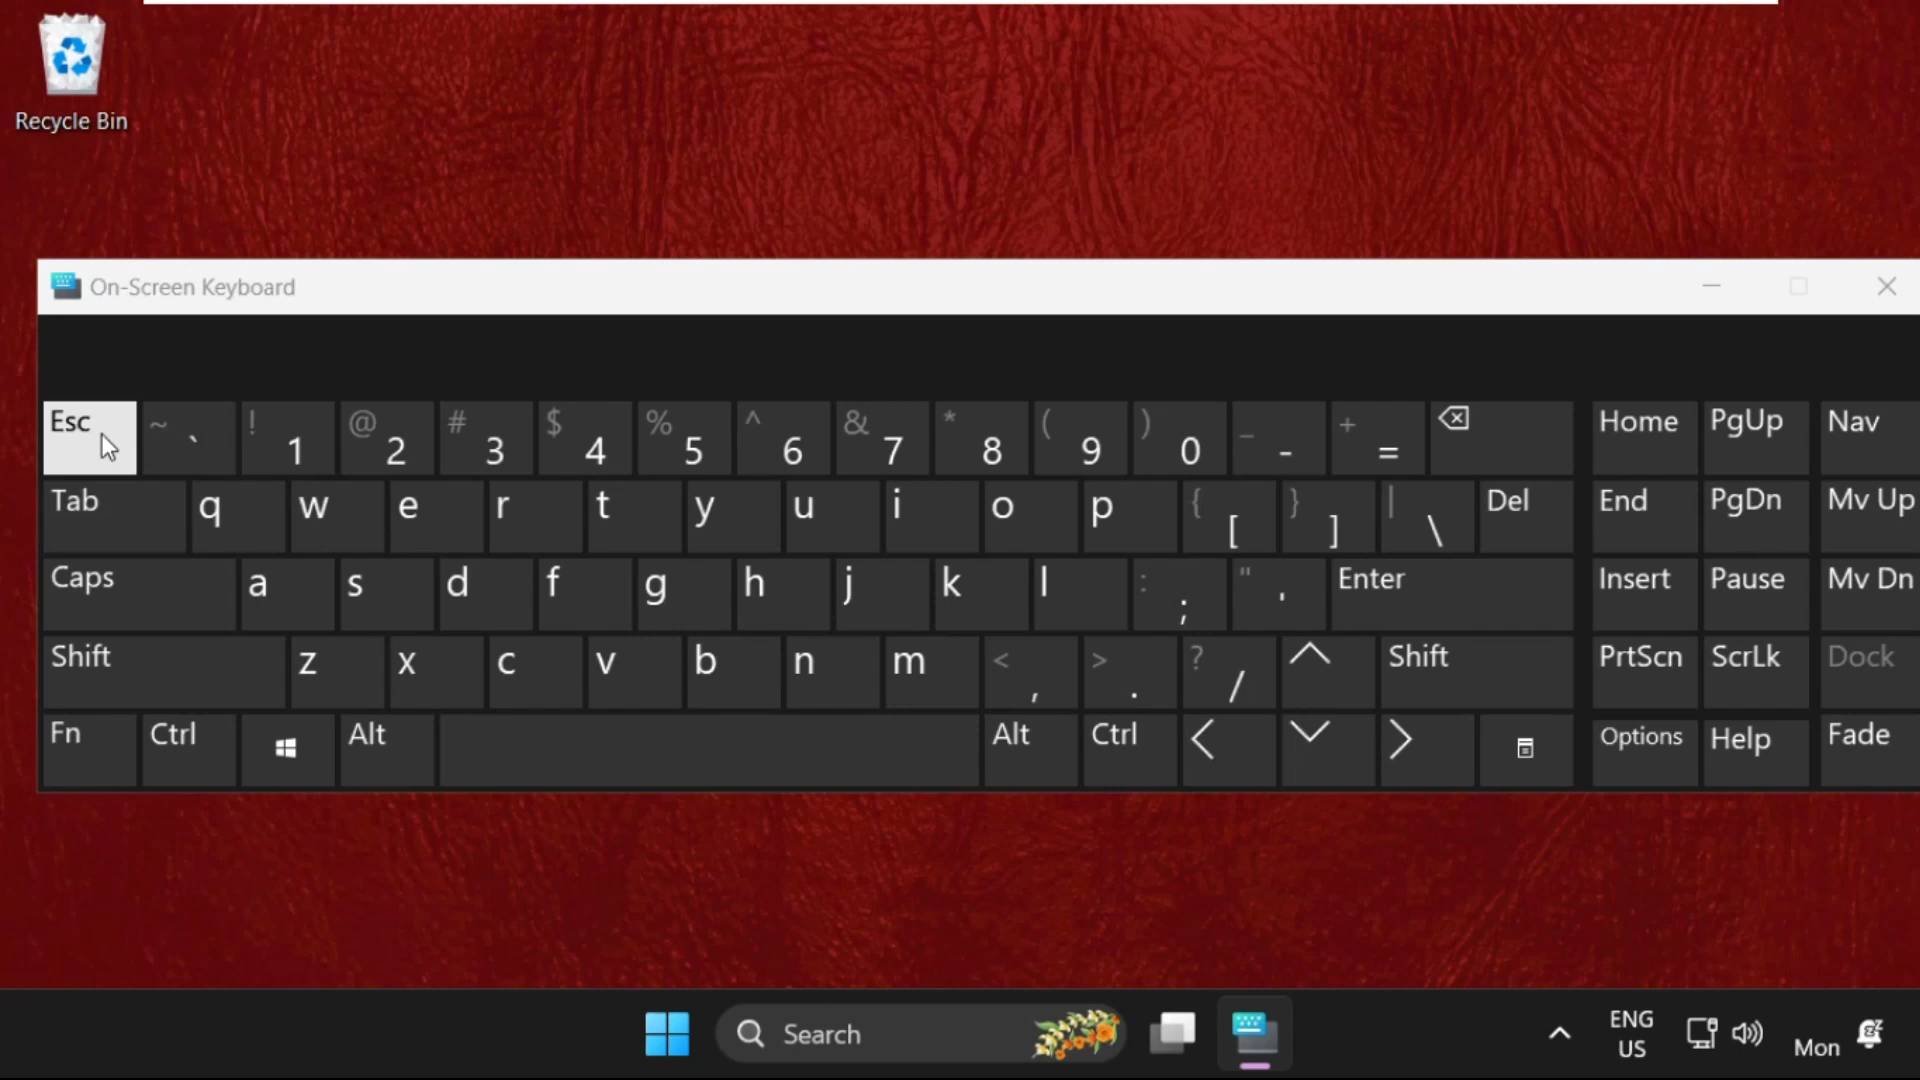 Recycle Bin
On-Screen Keyboard
Esc ~ ` ! 1 @ 2 # 3 $ 4 % 5 ^ 6 & 7 * 8 ( 9 ) 0 _ - + = Home PgUp Nav
Tab q w e r t y u i o p { [ } ] | \ Del End PgDn Mv Up
Caps a s d f g h j k l : ; " ' Enter Insert Pause Mv Dn
Shift z x c v b n m < , > . ? / Shift PrtScn ScrLk Dock
Fn Ctrl Alt Alt Ctrl Options Help Fade
Search
ENG
US
Mon